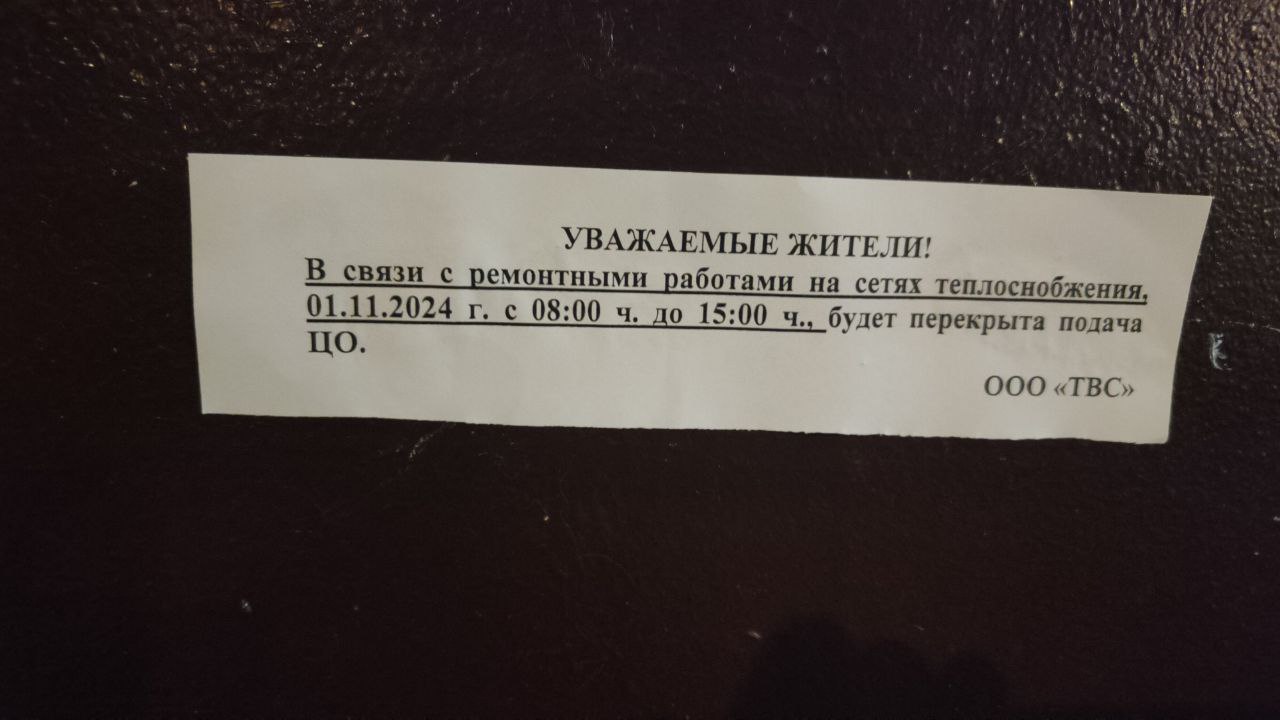 УВАЖАЕМЫЕ ЖИТЕЛИ!
В связи с ремонтными работами на сетях теплоснобжения,
01.11.2024 г. с 08:00 ч. до 15:00 ч., будет перекрыта подача
ЦО.
ООО «ТВС»